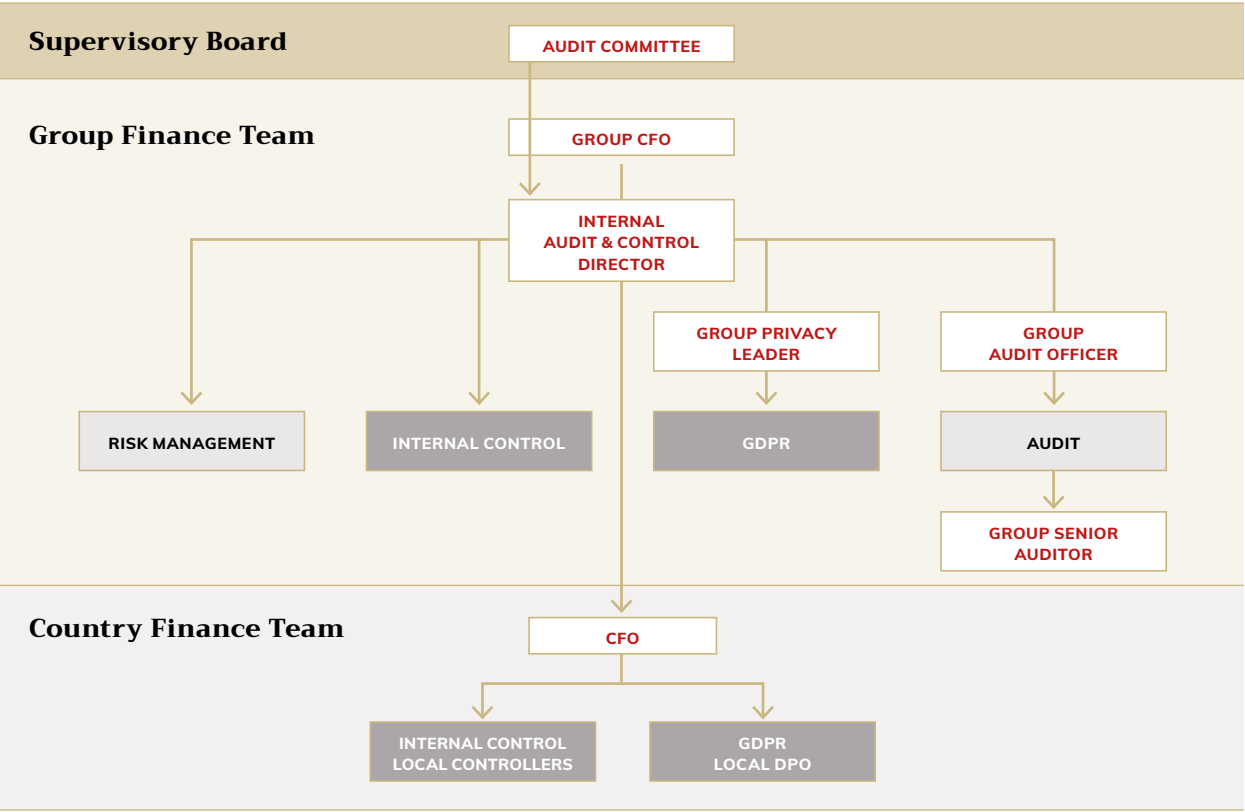 Supervisory Board
AUDIT COMMITTEE
Group Finance Team
GROUP CFO
INTERNAL
AUDIT & CONTROL
DIRECTOR
GROUP PRIVACY
LEADER
GROUP
AUDIT OFFICER
RISK MANAGEMENT
INTERNAL CONTROL
GDPR
AUDIT
GROUP SENIOR
AUDITOR
Country Finance Team
CFO
INTERNAL CONTROL
LOCAL CONTROLLERS
GDPR
LOCAL DPO